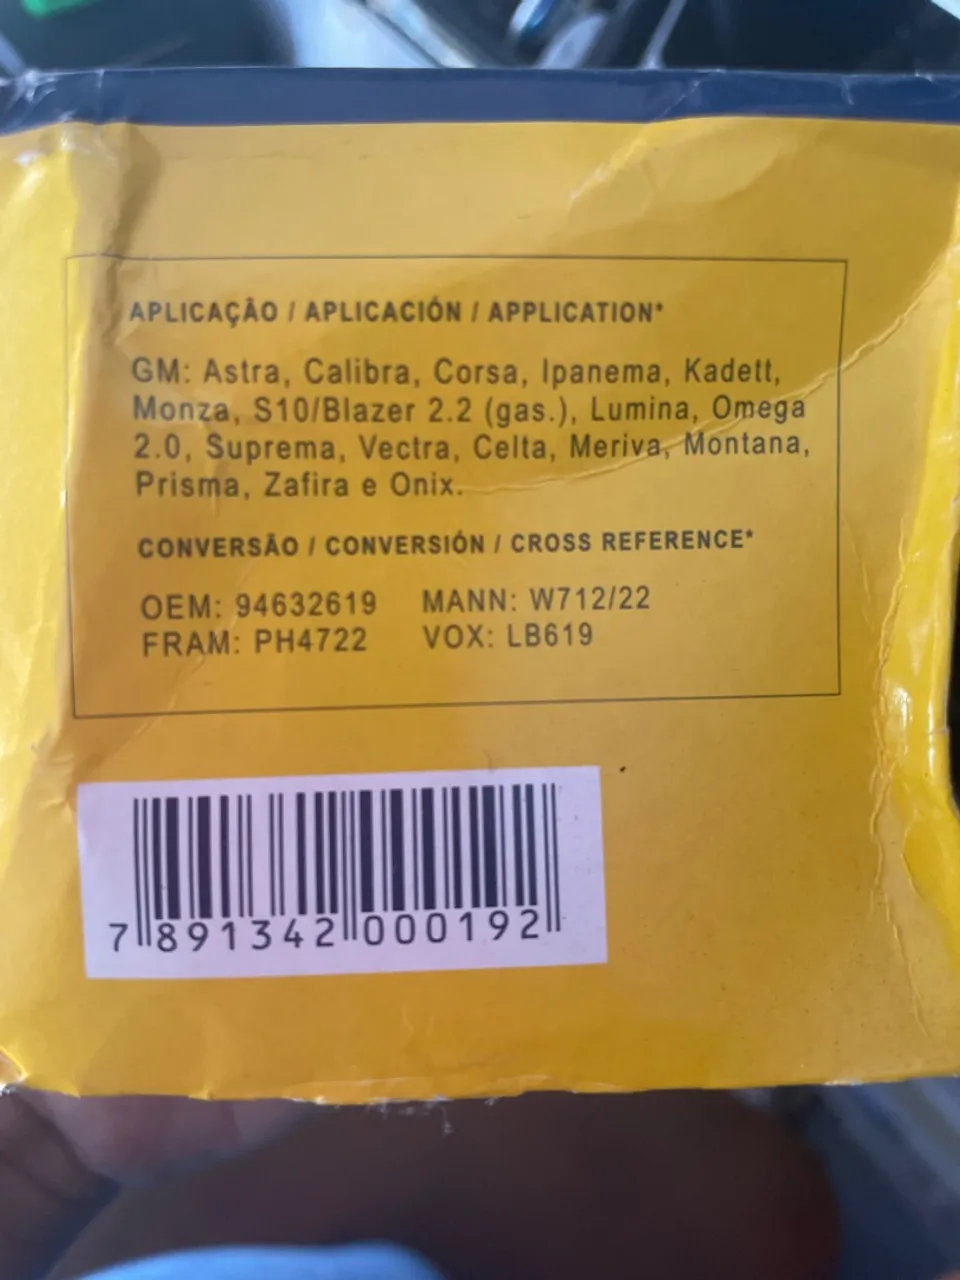 APLICAÇÃO / APLICACIÓN / APPLICATION*
GM: Astra, Calibra, Corsa, Ipanema, Kadett,
Monza, S10/Blazer 2.2 (gas.), Lumina, Omega
2.0, Suprema, Vectra, Celta, Meriva, Montana,
Prisma, Zafira e Onix.
CONVERSÃO / CONVERSIÓN / CROSS REFERENCE*
OEM: 94632619 MANN: W712/22
FRAM: PH4722 VOX: LB619
7 891342 000192